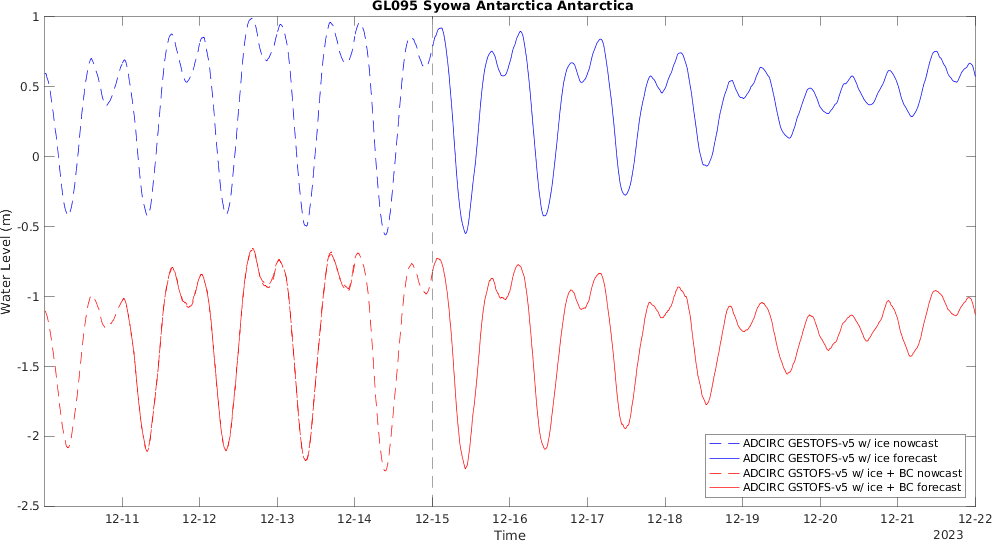 GL095 Syowa Antarctica Antarctica
1
0.5
0
-0.5
-1
-1.5
-2
-2.5
Water Level (m)
ADCIRC GESTOFS-v5 w/ ice nowcast
ADCIRC GESTOFS-v5 w/ ice forecast
ADCIRC GSTOFS-v5 w/ ice + BC nowcast
ADCIRC GSTOFS-v5 w/ ice + BC forecast
12-11 12-12 12-13 12-14 12-15 12-16 12-17 12-18 12-19 12-20 12-21 12-22
Time
2023